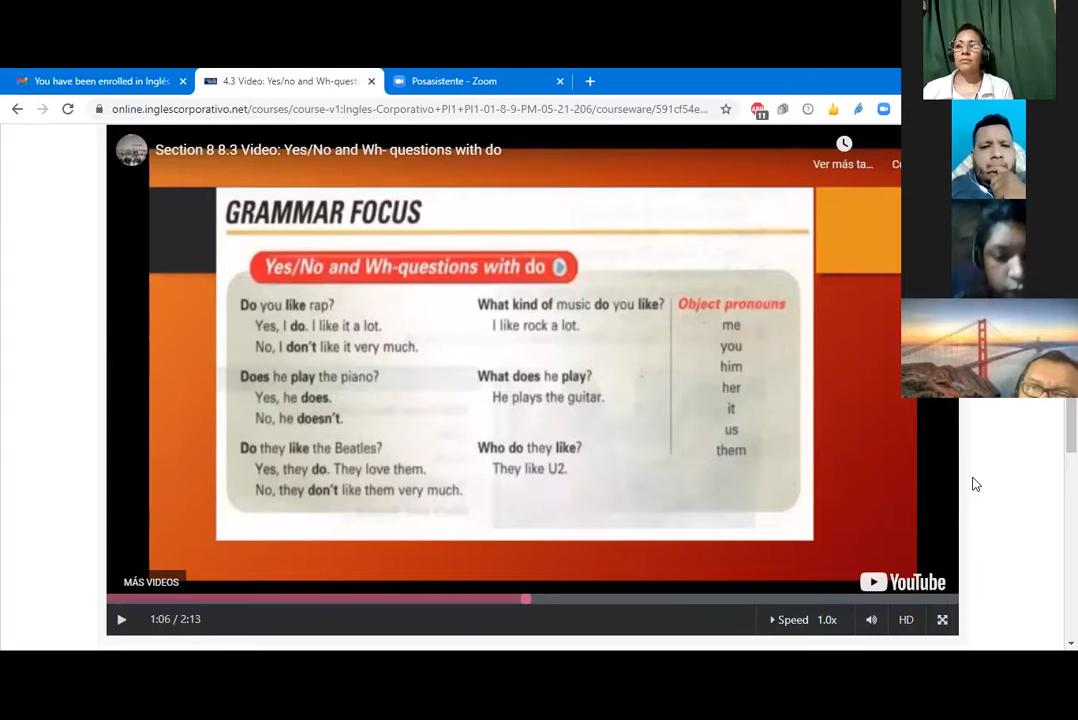 You have been enrolled in Inglés
4.3 Video: Yes/no and Wh-quest
Posasistente - Zoom
online.inglescorporativo.net/courses/course-v1:Ingles-Corporativo+PI1+PI1-01-8-9-PM-05-21-206/courseware/591cf54e...
11
Section 8 8.3 Video: Yes/No and Wh- questions with do
Ver más ta...
GRAMMAR FOCUS
Yes/No and Wh-questions with do
Do you like rap?
Yes, I do. I like it a lot.
No, I don't like it very much.
Does he play the piano?
Yes, he does.
No, he doesn't.
Do they like the Beatles?
Yes, they do. They love them.
No, they don't like them very much.
What kind of music do you like?
I like rock a lot.
What does he play?
He plays the guitar.
Who do they like?
They like U2.
Object pronouns
me
you
him
her
it
us
them
MÁS VIDEOS
YouTube
1:06 / 2:13
Speed 1.0x
HD